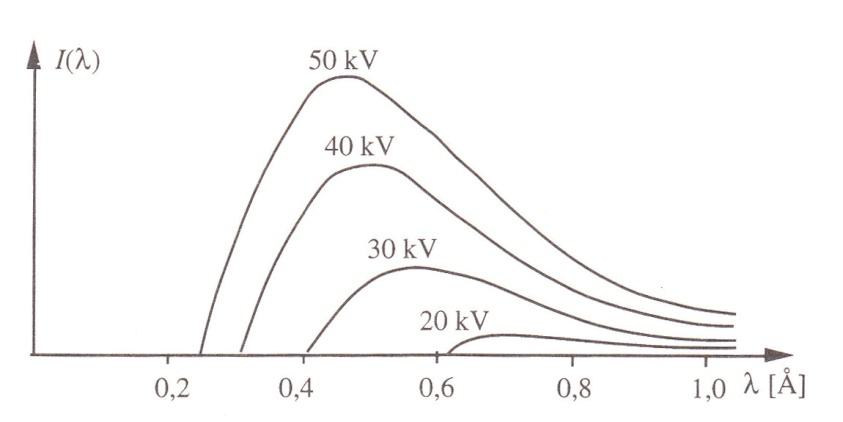 I(λ)
50 kV
40 kV
30 kV
20 kV
0,2 0,4 0,6 0,8 1,0 λ [Å]